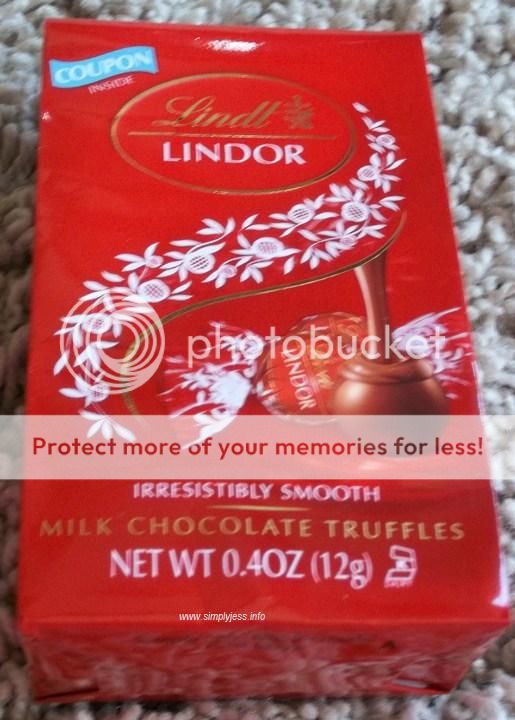 COUPON
INSIDE
Lindt
LINDOR
photobucket
LINDOR
Protect more of your memories for less!
IRRESISTIBLY SMOOTH
MILK CHOCOLATE TRUFFLES
NET WT 0.4OZ (12g)
www.simplyjess.info